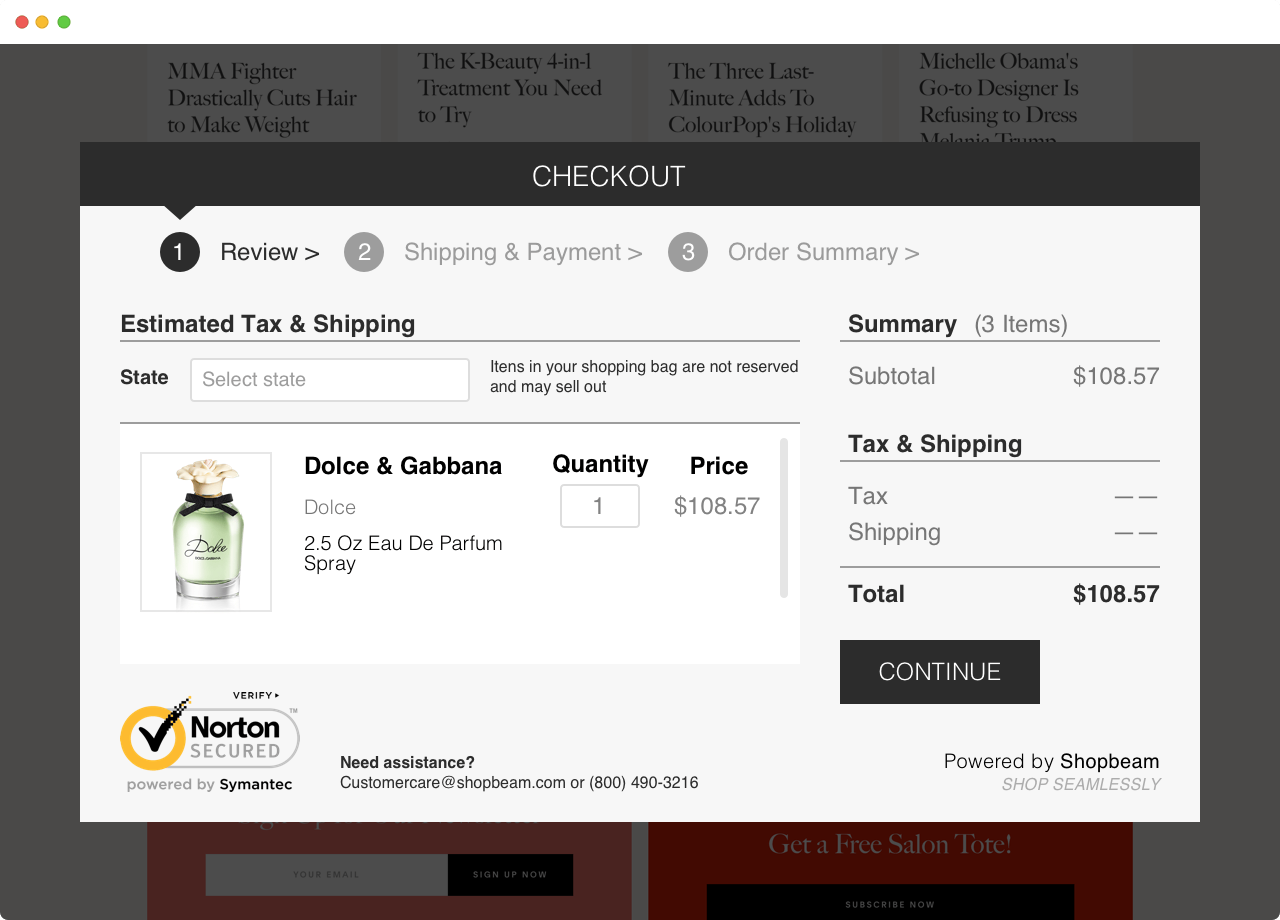 MMA Fighter
Drastically Cuts Hair
to Make Weight
The K-Beauty 4-in-1
Treatment You Need
to Try
The Three Last-
Minute Adds To
ColourPop's Holiday
Michelle Obama's
Go-to Designer Is
Refusing to Dress
Melania Trump
CHECKOUT
1 Review > 2 Shipping & Payment > 3 Order Summary >
Estimated Tax & Shipping
State Select state
Itens in your shopping bag are not reserved
and may sell out
Dolce & Gabbana
Dolce
2.5 Oz Eau De Parfum
Spray
Quantity
1
Price
$108.57
Dolce
DOLCE&GABBANA
Summary (3 Items)
Subtotal $108.57
Tax & Shipping
Tax — —
Shipping — —
Total $108.57
CONTINUE
VERIFY
Norton
SECURED
TM
powered by Symantec
Need assistance?
Customercare@shopbeam.com or (800) 490-3216
Powered by Shopbeam
SHOP SEAMLESSLY
YOUR EMAIL
SIGN UP NOW
Get a Free Salon Tote!
SUBSCRIBE NOW